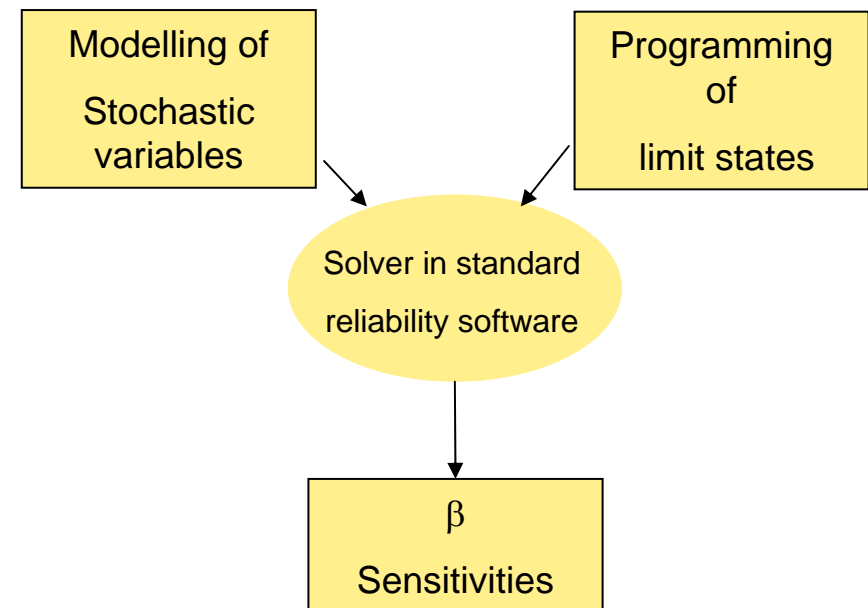 Modelling of
Stochastic
variables
Programming
of
limit states
Solver in standard
reliability software
β
Sensitivities